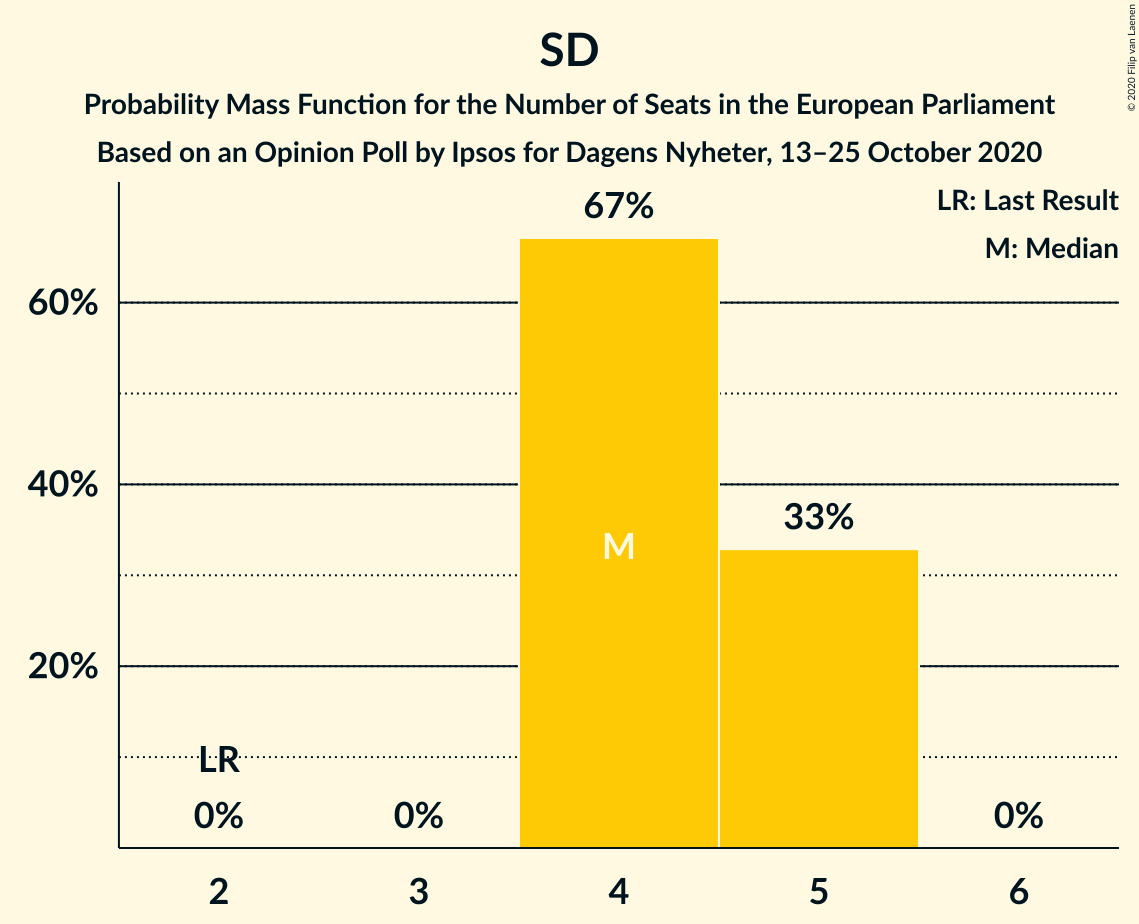 SD
Probability Mass Function for the Number of Seats in the European Parliament
Based on an Opinion Poll by Ipsos for Dagens Nyheter, 13–25 October 2020
© 2020 Filip van Laenen
LR: Last Result
M: Median
67%
60%
40%
33%
M
20%
LR
0%
0%
0%
2
3
4
5
6